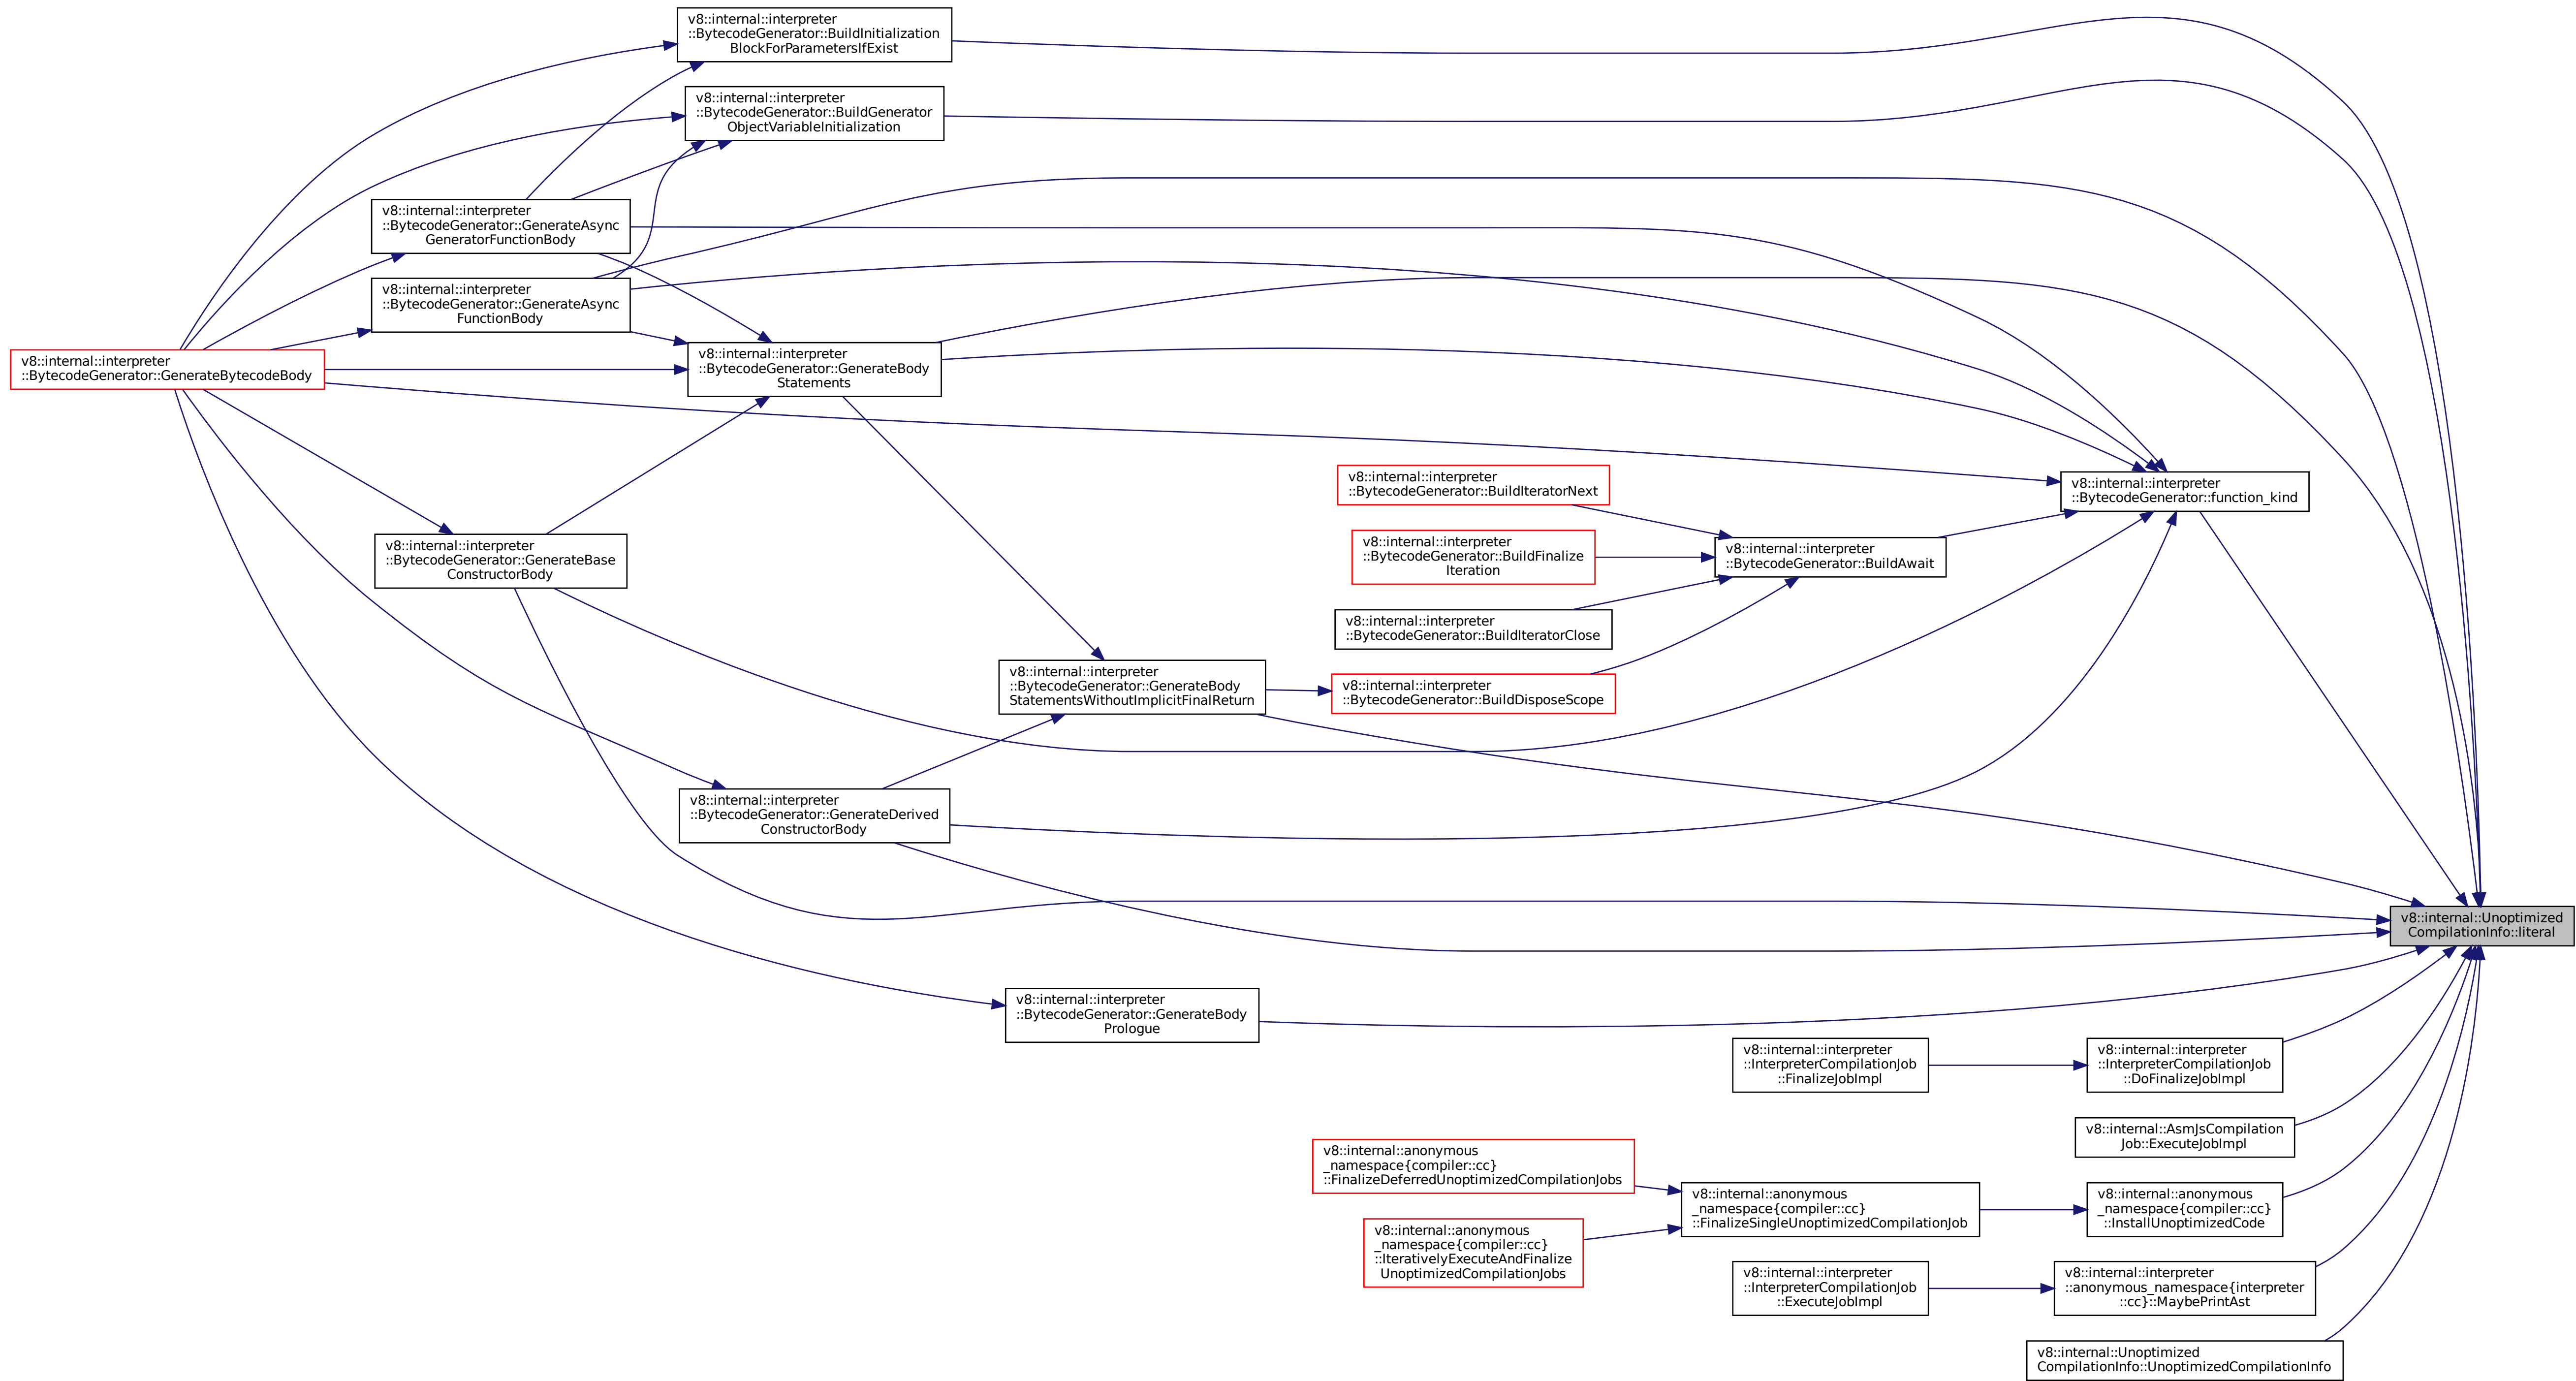 v8::internal::interpreter
::BytecodeGenerator::BuildInitialization
BlockForParametersIfExist
v8::internal::interpreter
::BytecodeGenerator::BuildGenerator
ObjectVariableInitialization
v8::internal::interpreter
::BytecodeGenerator::GenerateAsync
GeneratorFunctionBody
v8::internal::interpreter
::BytecodeGenerator::GenerateAsync
FunctionBody
v8::internal::interpreter
::BytecodeGenerator::GenerateBytecodeBody
v8::internal::interpreter
::BytecodeGenerator::GenerateBody
Statements
v8::internal::interpreter
::BytecodeGenerator::BuildIteratorNext
v8::internal::interpreter
::BytecodeGenerator::function_kind
v8::internal::interpreter
::BytecodeGenerator::GenerateBase
ConstructorBody
v8::internal::interpreter
::BytecodeGenerator::BuildFinalize
Iteration
v8::internal::interpreter
::BytecodeGenerator::BuildAwait
v8::internal::interpreter
::BytecodeGenerator::BuildIteratorClose
v8::internal::interpreter
::BytecodeGenerator::GenerateBody
StatementsWithoutImplicitFinalReturn
v8::internal::interpreter
::BytecodeGenerator::BuildDisposeScope
v8::internal::interpreter
::BytecodeGenerator::GenerateDerived
ConstructorBody
v8::internal::Unoptimized
CompilationInfo::literal
v8::internal::interpreter
::BytecodeGenerator::GenerateBody
Prologue
v8::internal::interpreter
::InterpreterCompilationJob
::FinalizeJobImpl
v8::internal::interpreter
::InterpreterCompilationJob
::DoFinalizeJobImpl
v8::internal::AsmJsCompilation
Job::ExecuteJobImpl
v8::internal::anonymous
_namespace{compiler::cc}
::FinalizeDeferredUnoptimizedCompilationJobs
v8::internal::anonymous
_namespace{compiler::cc}
::FinalizeSingleUnoptimizedCompilationJob
v8::internal::anonymous
_namespace{compiler::cc}
::InstallUnoptimizedCode
v8::internal::anonymous
_namespace{compiler::cc}
::IterativelyExecuteAndFinalize
UnoptimizedCompilationJobs
v8::internal::interpreter
::InterpreterCompilationJob
::ExecuteJobImpl
v8::internal::interpreter
::anonymous_namespace{interpreter
::cc}::MaybePrintAst
v8::internal::Unoptimized
CompilationInfo::UnoptimizedCompilationInfo